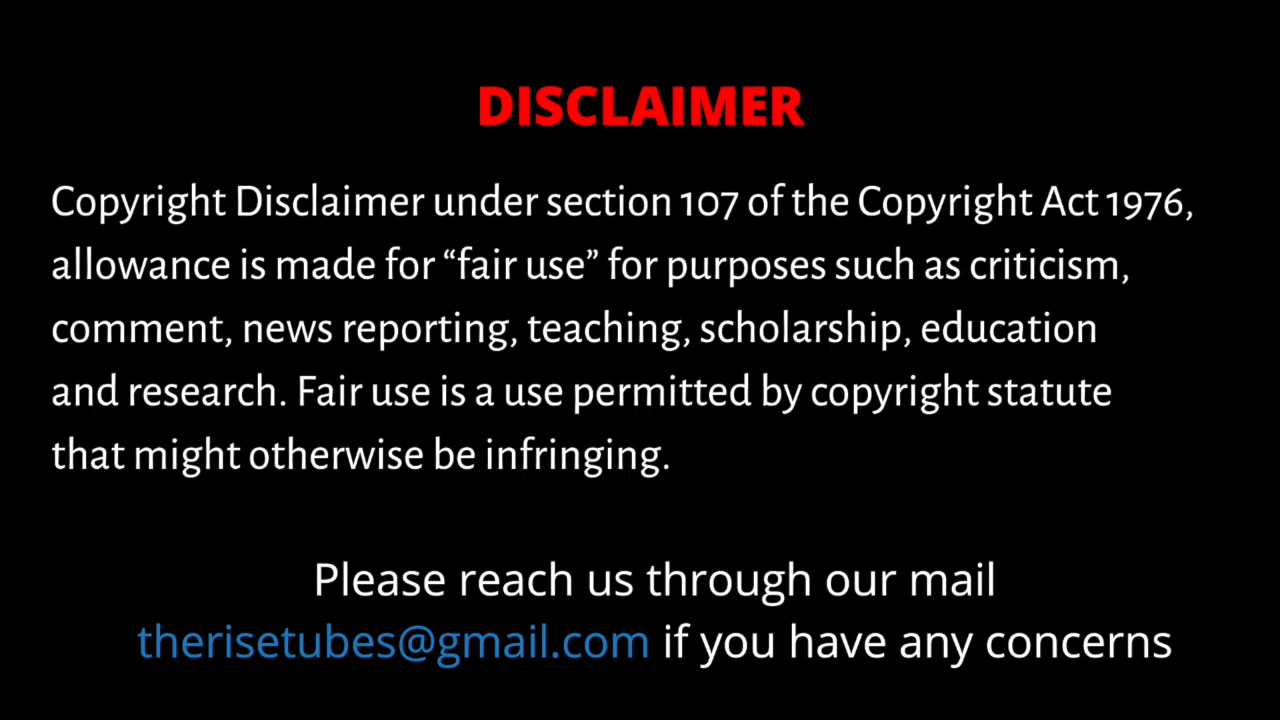 DISCLAIMER
Copyright Disclaimer under section 107 of the Copyright Act 1976,
allowance is made for “fair use” for purposes such as criticism,
comment, news reporting, teaching, scholarship, education
and research. Fair use is a use permitted by copyright statute
that might otherwise be infringing.
Please reach us through our mail
therisetubes@gmail.com if you have any concerns